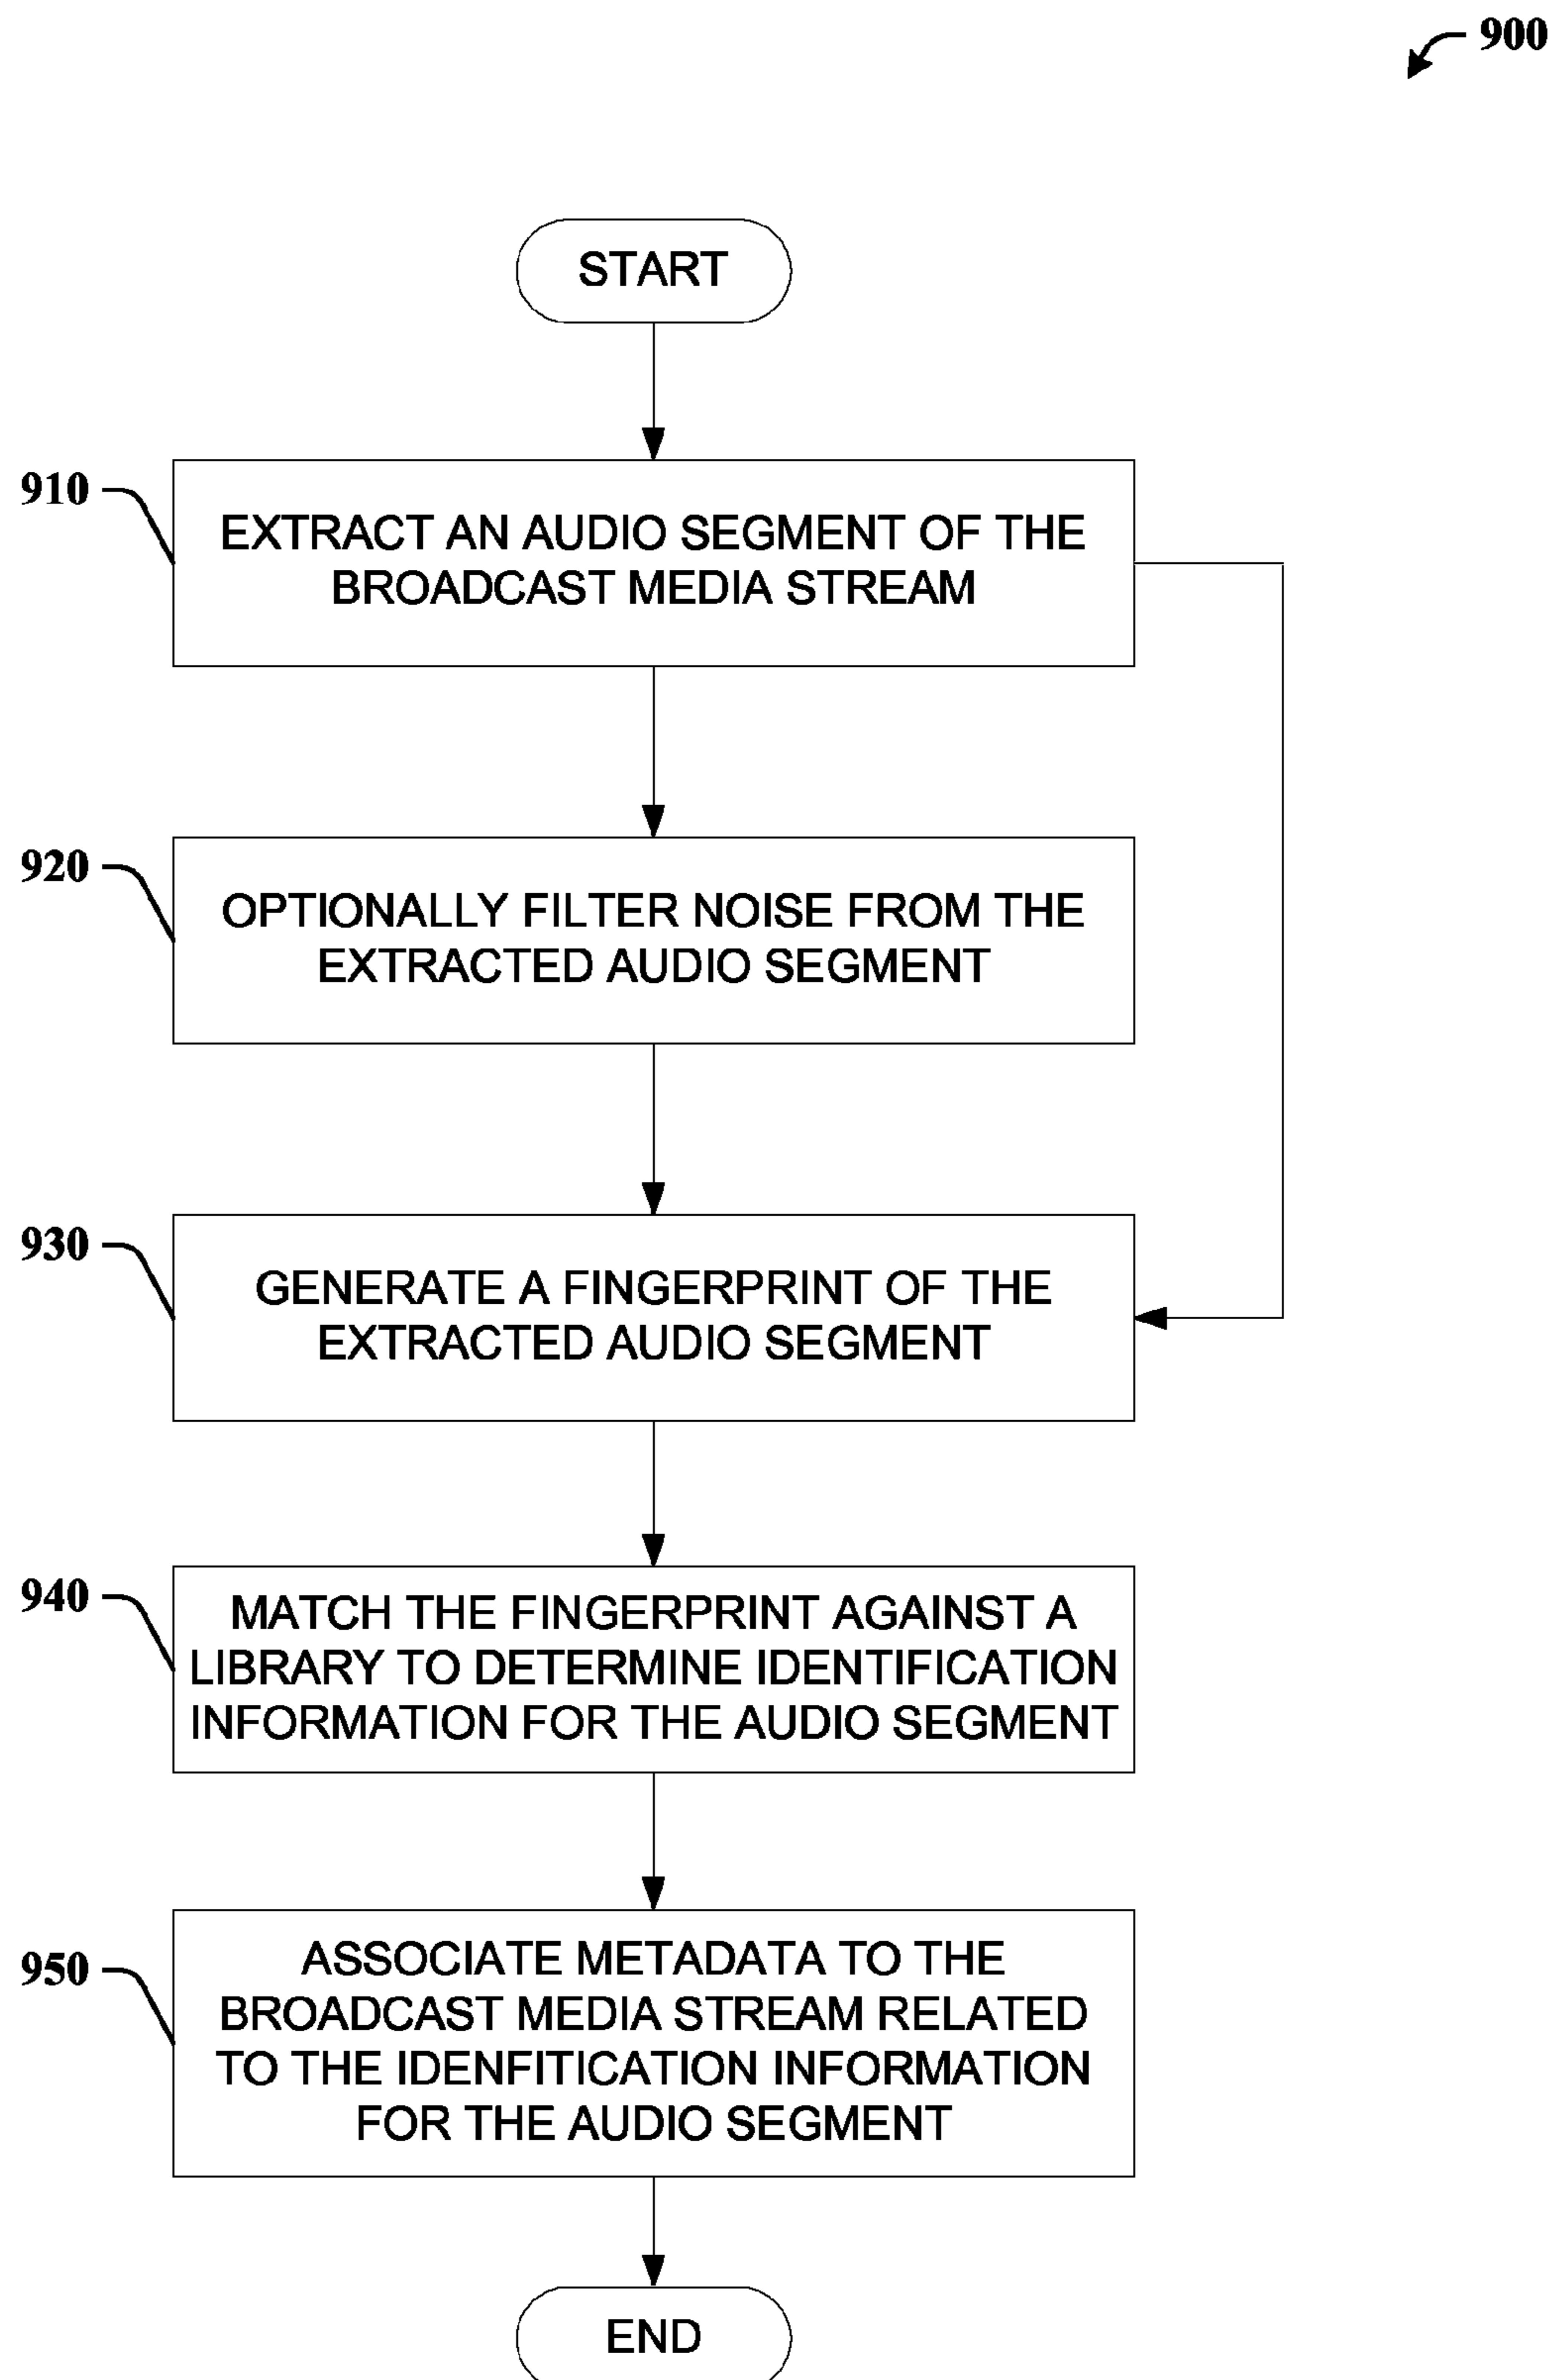 900
START
910
EXTRACT AN AUDIO SEGMENT OF THE
BROADCAST MEDIA STREAM
920
OPTIONALLY FILTER NOISE FROM THE
EXTRACTED AUDIO SEGMENT
930
GENERATE A FINGERPRINT OF THE
EXTRACTED AUDIO SEGMENT
940
MATCH THE FINGERPRINT AGAINST A
LIBRARY TO DETERMINE IDENTIFICATION
INFORMATION FOR THE AUDIO SEGMENT
950
ASSOCIATE METADATA TO THE
BROADCAST MEDIA STREAM RELATED
TO THE IDENFITICATION INFORMATION
FOR THE AUDIO SEGMENT
END